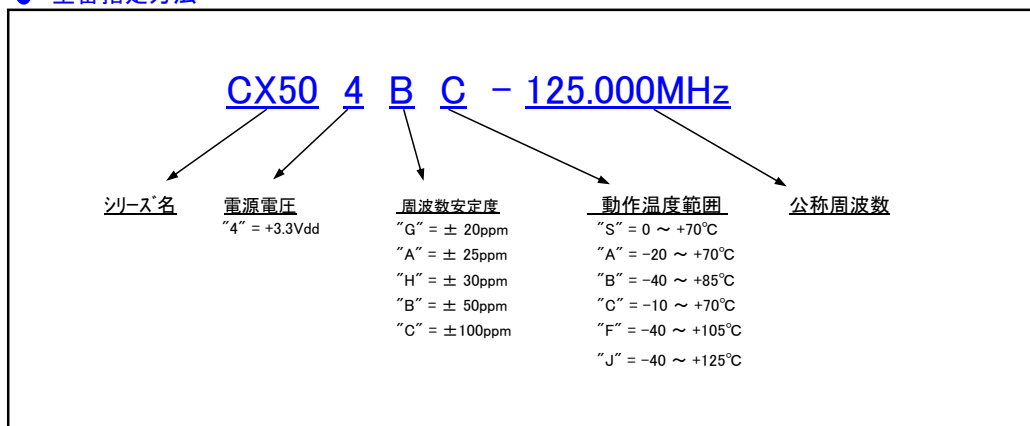 CX50 4 B C - 125.000MHz
シリーズ名 電源電圧 周波数安定度 動作温度範囲 公称周波数
"4" = +3.3Vdd "G" = ± 20ppm "S" = 0 ~ +70℃
"A" = ± 25ppm "A" = -20 ~ +70℃
"H" = ± 30ppm "B" = -40 ~ +85℃
"B" = ± 50ppm "C" = -10 ~ +70℃
"C" = ±100ppm "F" = -40 ~ +105℃
"J" = -40 ~ +125℃